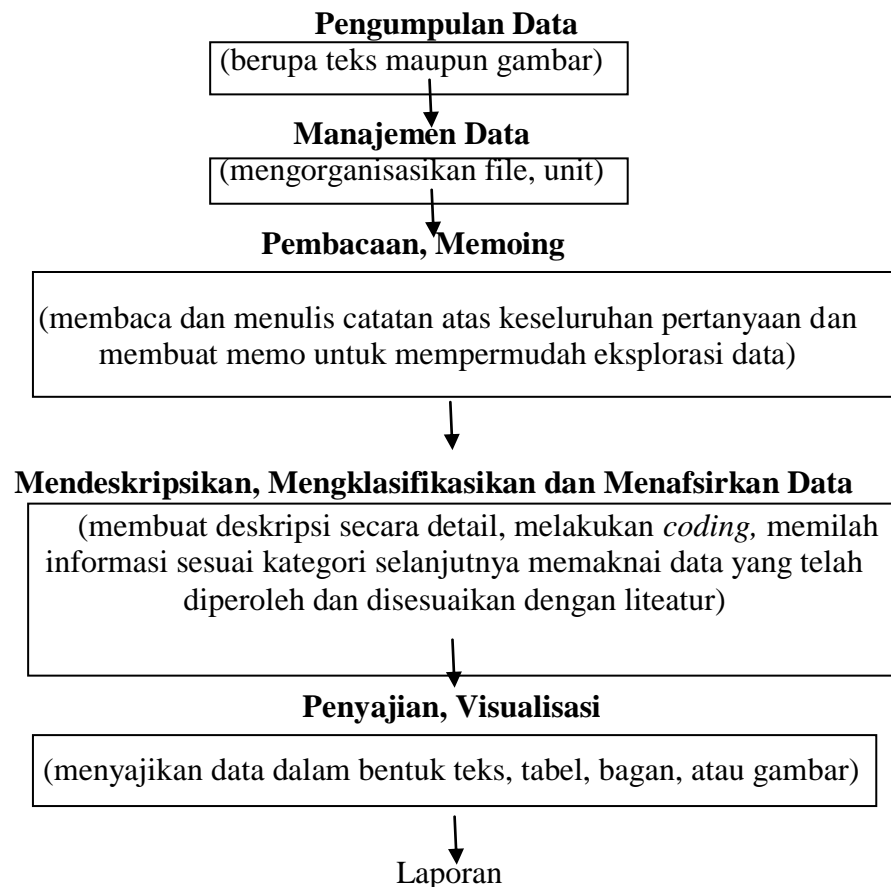 Pengumpulan Data
(berupa teks maupun gambar)
Manajemen Data
(mengorganisasikan file, unit)
Pembacaan, Memoing
(membaca dan menulis catatan atas keseluruhan pertanyaan dan
membuat memo untuk mempermudah eksplorasi data)
Mendeskripsikan, Mengklasifikasikan dan Menafsirkan Data
(membuat deskripsi secara detail, melakukan coding, memilah
informasi sesuai kategori selanjutnya memaknai data yang telah
diperoleh dan disesuaikan dengan liteatur)
Penyajian, Visualisasi
(menyajikan data dalam bentuk teks, tabel, bagan, atau gambar)
Laporan